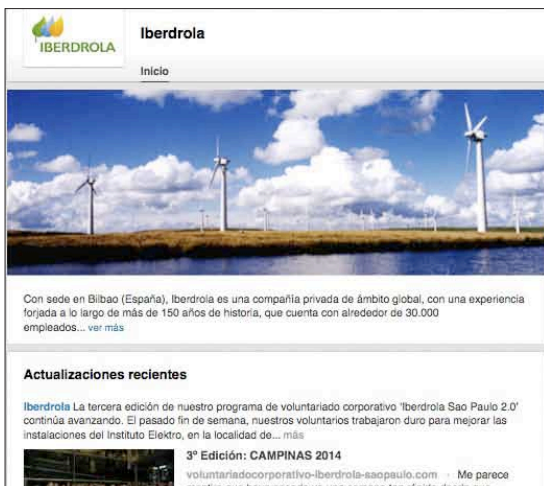 IBERDROLA
Iberdrola
Inicio
Con sede en Bilbao (España), Iberdrola es una compañía privada de ámbito global, con una experiencia
forjada a lo largo de más de 150 años de historia, que cuenta con alrededor de 30.000
empleados... ver más
Actualizaciones recientes
Iberdrola La tercera edición de nuestro programa de voluntariado corporativo 'Iberdrola Sao Paulo 2.0'
continúa avanzando. El pasado fin de semana, nuestros voluntarios trabajaron duro para mejorar las
instalaciones del Instituto Elektro, en la localidad de... más
3º Edición: CAMPINAS 2014
voluntariadocorporativo-iberdrola-saopaulo.com · Me parece